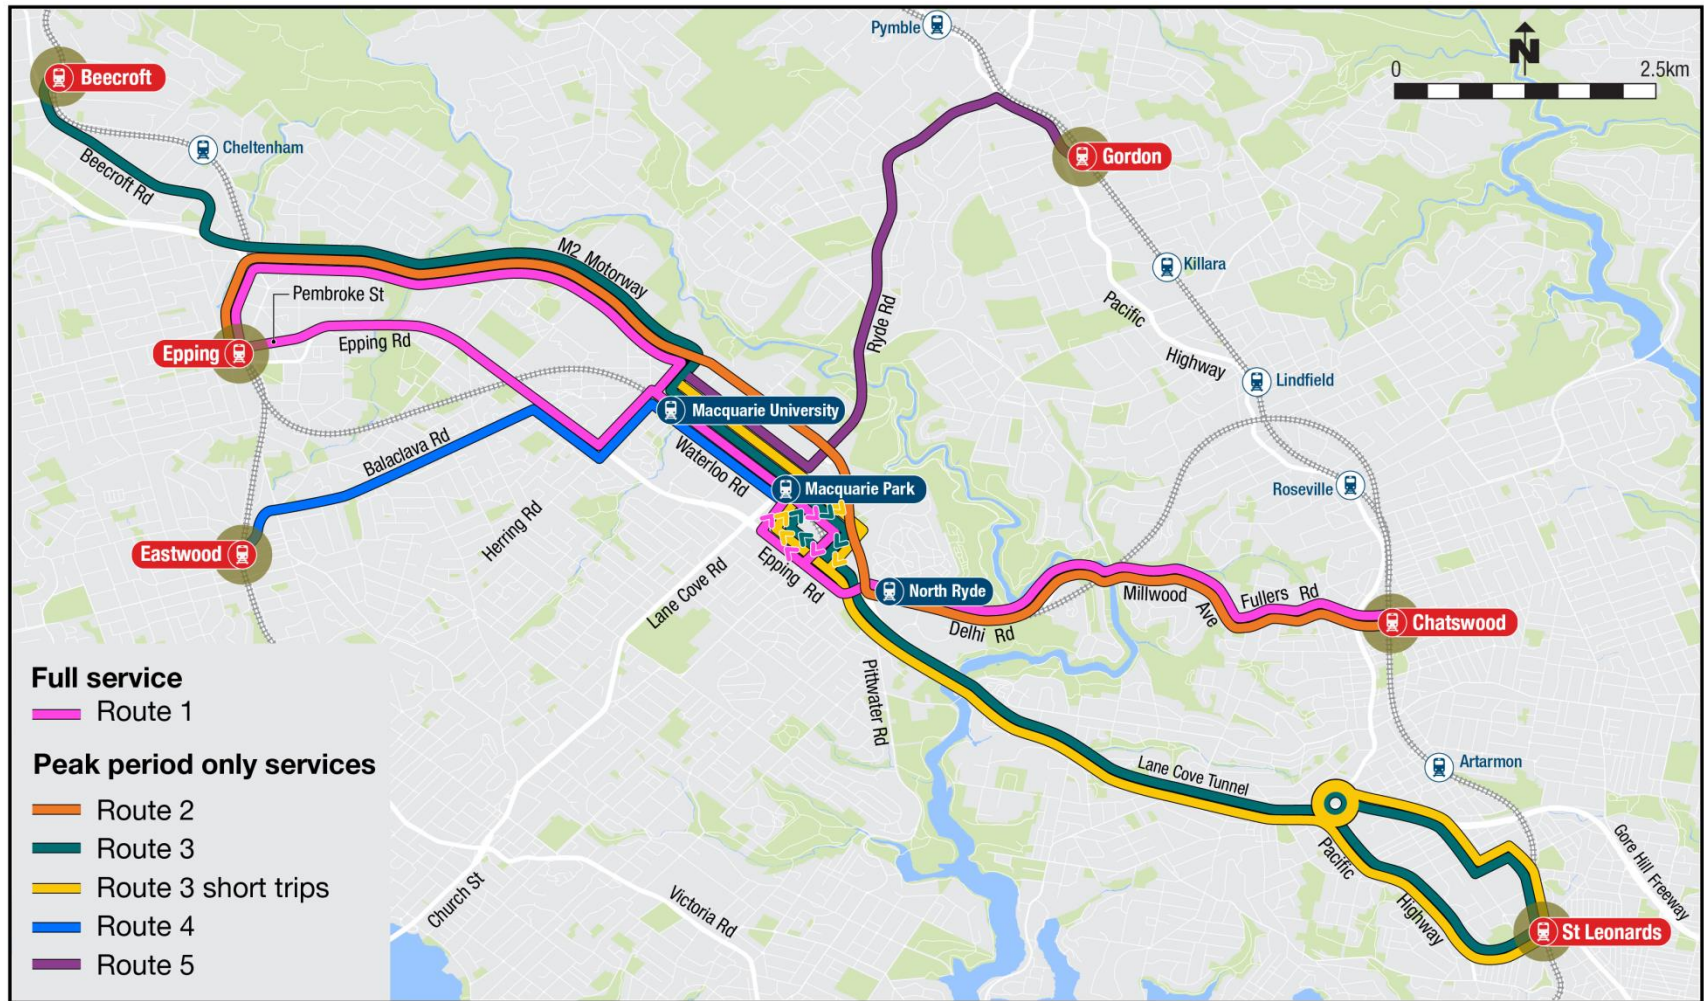 Pymble
N
0 2.5km
Beecroft
Cheltenham
Gordon
Beecroft Rd
M2 Motorway
Killara
Pembroke St
Pacific
Highway
Ryde Rd
Epping
Epping Rd
Lindfield
Macquarie University
Balaclava Rd
Waterloo Rd
Roseville
Macquarie Park
Herring Rd
Eastwood
Epping Rd
Lane Cove Rd
North Ryde
Millwood
Ave
Fullers Rd
Delhi Rd
Chatswood
Pittwater Rd
Lane Cove Tunnel
Artarmon
Pacific
Highway
Gore Hill Freeway
St Leonards
Church St
Victoria Rd
Full service
Route 1
Peak period only services
Route 2
Route 3
Route 3 short trips
Route 4
Route 5